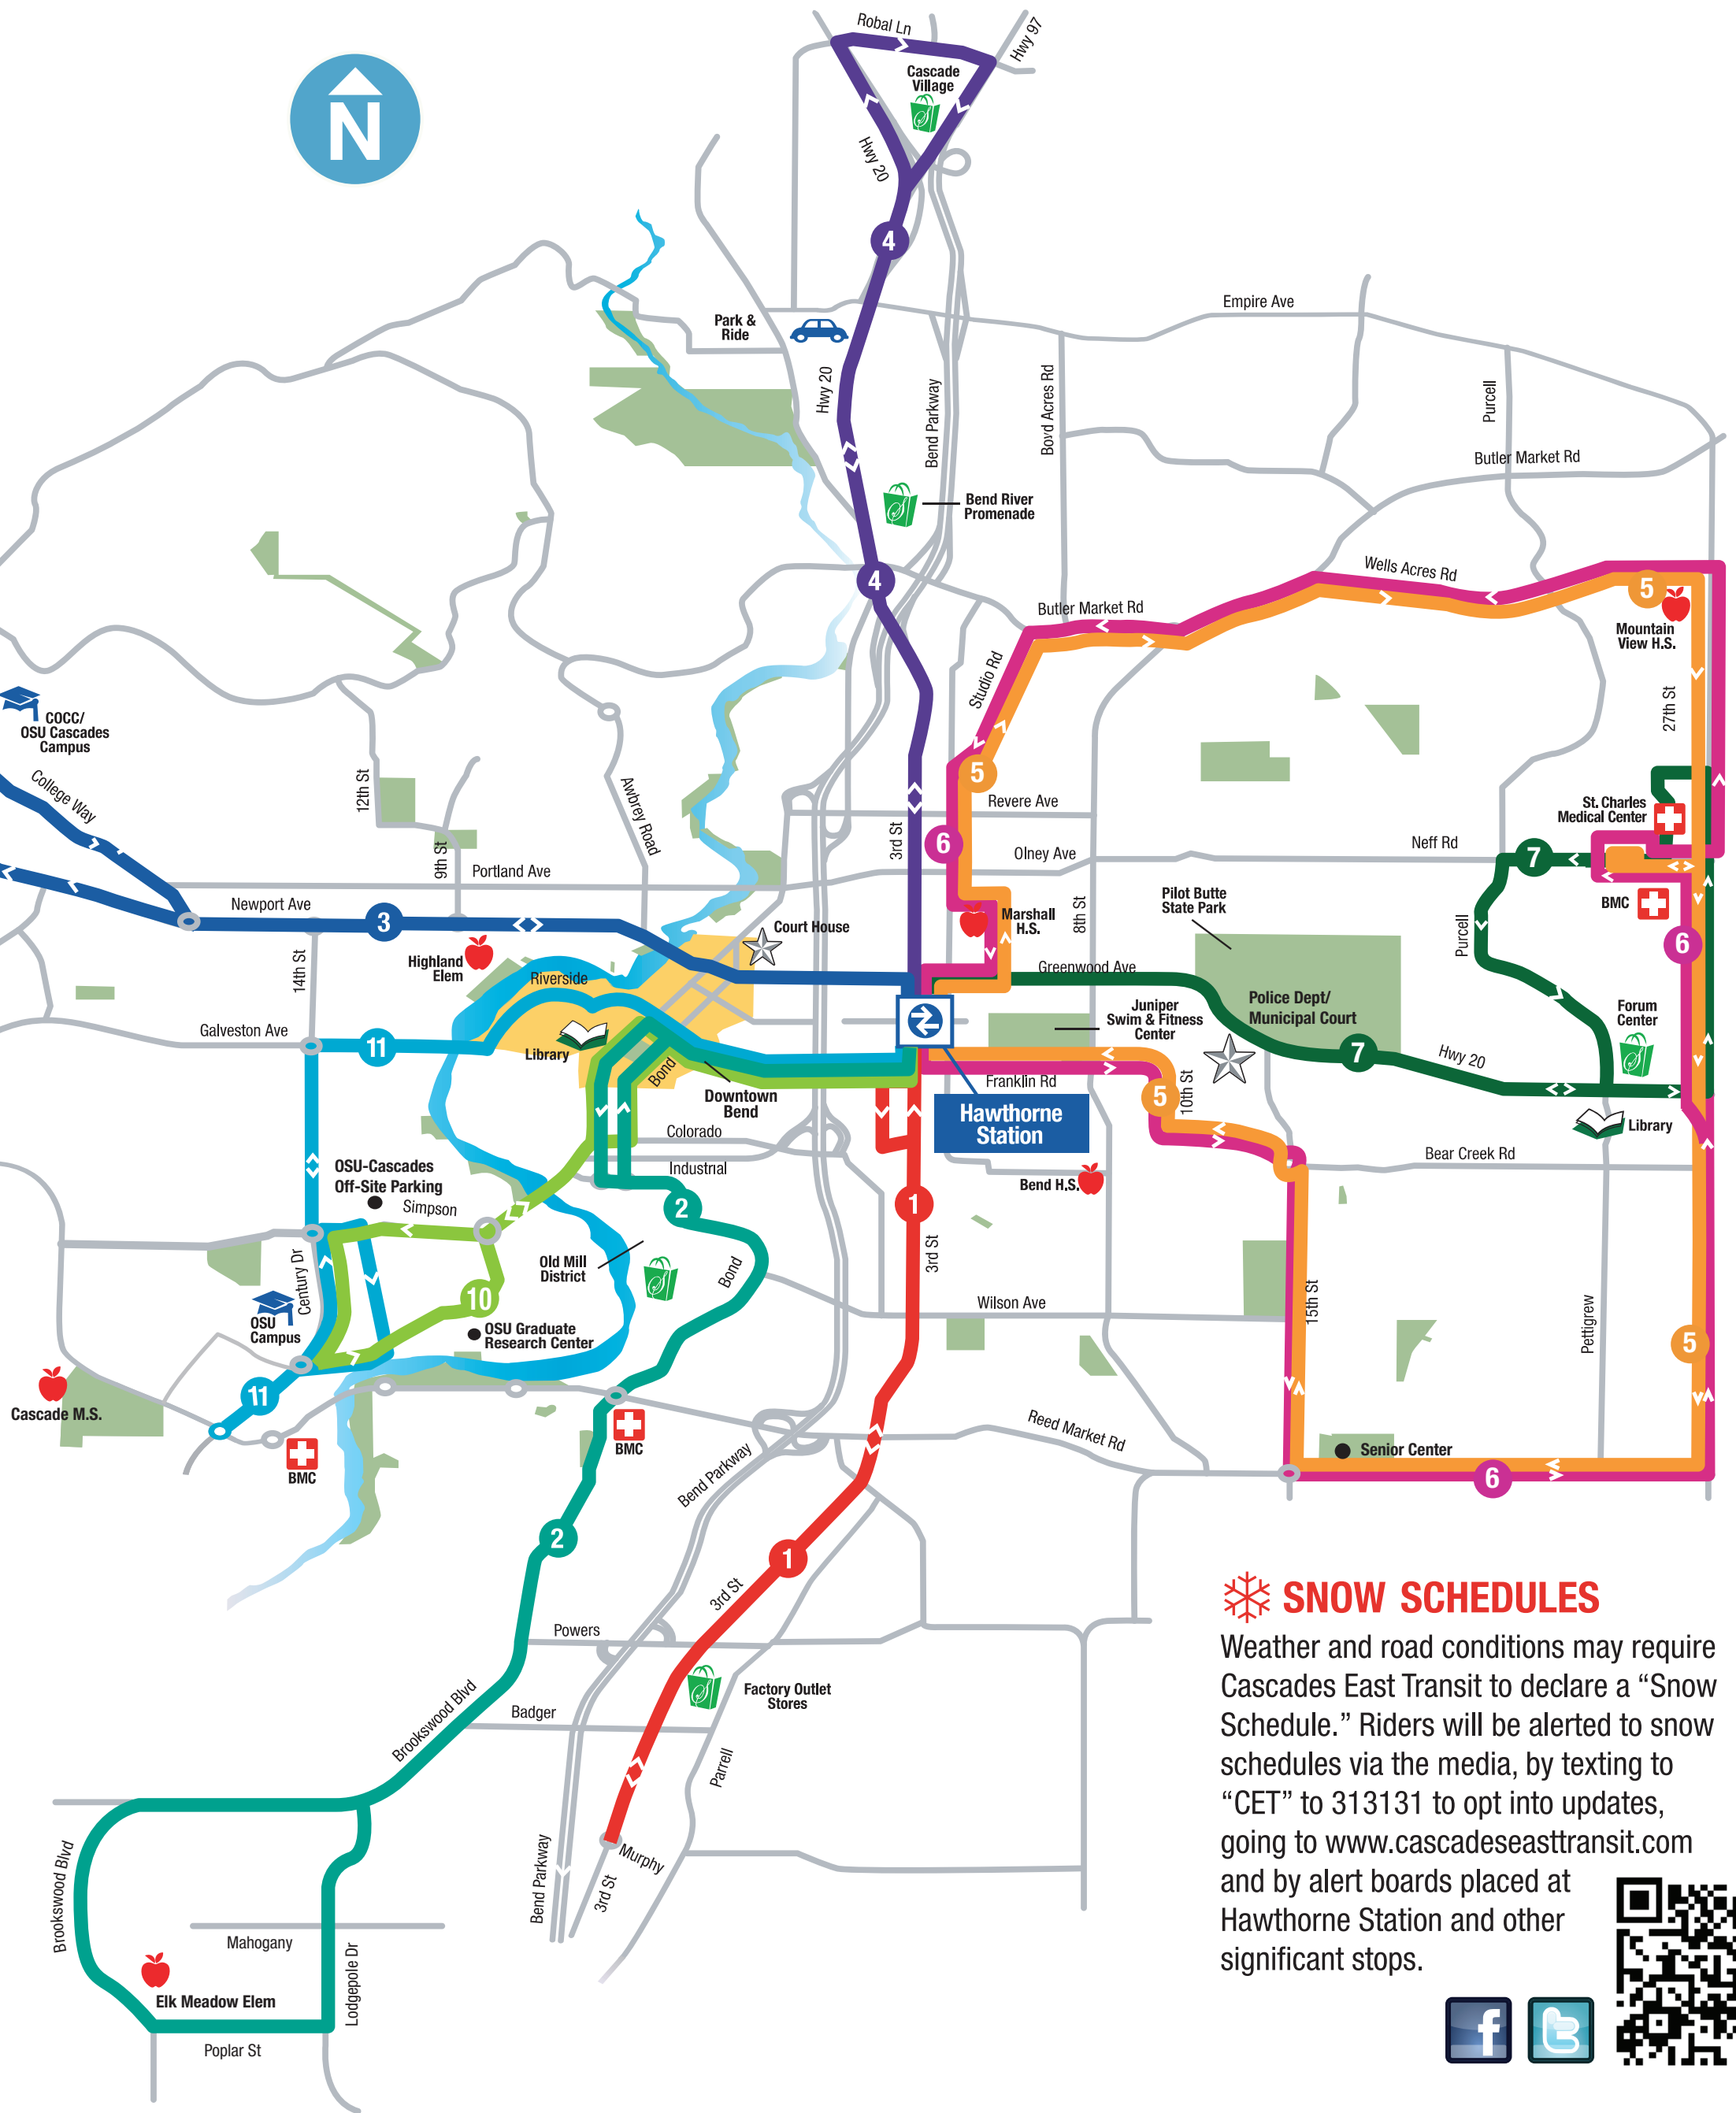 Robal Ln
Hwy 97
Cascade
Village
N
Hwy 20
4
Empire Ave
Park &
Ride
Hwy 20
Bend Parkway
Boyd Acres Rd
Purcell
Butler Market Rd
Bend River
Promenade
4
Wells Acres Rd
5
Butler Market Rd
Mountain
View H.S.
Studio Rd
27th St
COCC/
OSU Cascades
Campus
College Way
12th St
Awbrey Road
5
Revere Ave
St. Charles
Medical Center
3rd St
6
Olney Ave
Neff Rd
7
9th St
Portland Ave
Pilot Butte
State Park
BMC
Newport Ave
3
Court House
Marshall
H.S.
8th St
Purcell
6
Highland
Elem
14th St
Riverside
Greenwood Ave
Police Dept/
Municipal Court
Juniper
Swim & Fitness
Center
Forum
Center
Galveston Ave
11
Library
Bond
7
Hwy 20
Downtown
Bend
Franklin Rd
5
10th St
Hawthorne
Station
Library
Colorado
Bear Creek Rd
OSU-Cascades
Off-Site Parking
Industrial
Bend H.S.
Simpson
2
1
Old Mill
District
Bond
3rd St
Century Dr
10
Wilson Ave
15th St
Pettigrew
5
OSU
Campus
OSU Graduate
Research Center
11
Cascade M.S.
BMC
BMC
Reed Market Rd
Senior Center
Bend Parkway
6
2
1
3rd St
SNOW SCHEDULES
Weather and road conditions may require
Cascades East Transit to declare a “Snow
Schedule.” Riders will be alerted to snow
schedules via the media, by texting to
“CET” to 313131 to opt into updates,
going to www.cascadeseasttransit.com
and by alert boards placed at
Hawthorne Station and other
significant stops.
Powers
Brookswood Blvd
Factory Outlet
Stores
Badger
Parrell
Brookswood Blvd
Bend Parkway
Murphy
3rd St
Mahogany
Lodgepole Dr
Elk Meadow Elem
Poplar St
f
t